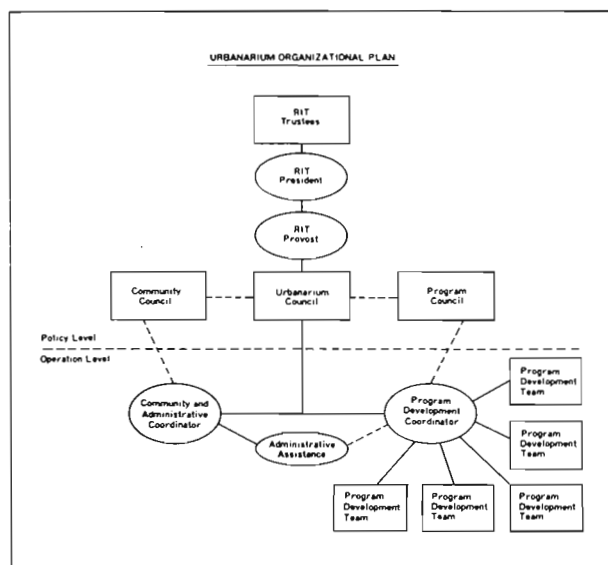 URBANARIUM ORGANIZATIONAL PLAN
RIT
Trustees
RIT
President
RIT
Provost
Community
Council
Urbanarium
Council
Program
Council
Policy Level
Operation Level
Community and
Administrative
Coordinator
Administrative
Assistance
Program
Development
Coordinator
Program
Development
Team
Program
Development
Team
Program
Development
Team
Program
Development
Team
Program
Development
Team